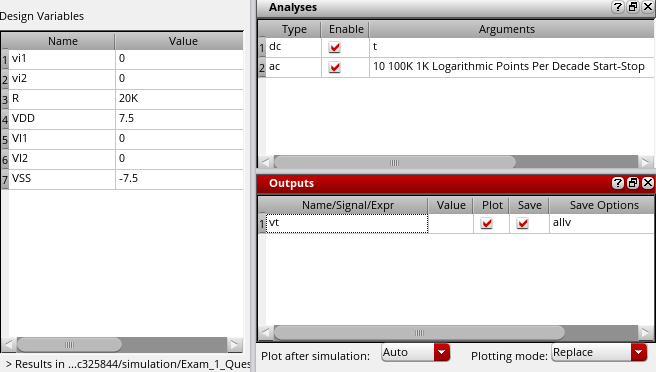 Design Variables
Name Value
1 vi1 0
2 vi2 0
3 R 20K
4 VDD 7.5
5 VI1 0
6 VI2 0
7 VSS -7.5
> Results in ...c325844/simulation/Exam_1_Ques
Analyses
Type Enable Arguments
1 dc t
2 ac 10 100K 1K Logarithmic Points Per Decade Start-Stop
Outputs
Name/Signal/Expr Value Plot Save Save Options
1 vt allv
Plot after simulation: Auto Plotting mode: Replace